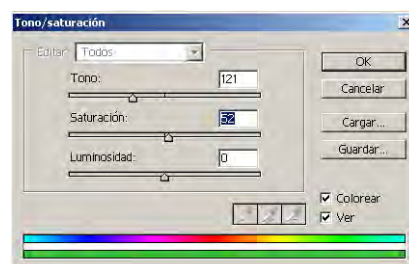 Tono/saturación
Editar: Todos
OK
Tono: 121
Cancelar
Saturación: 52
Cargar...
Luminosidad: 0
Guardar...
Colorear
Ver